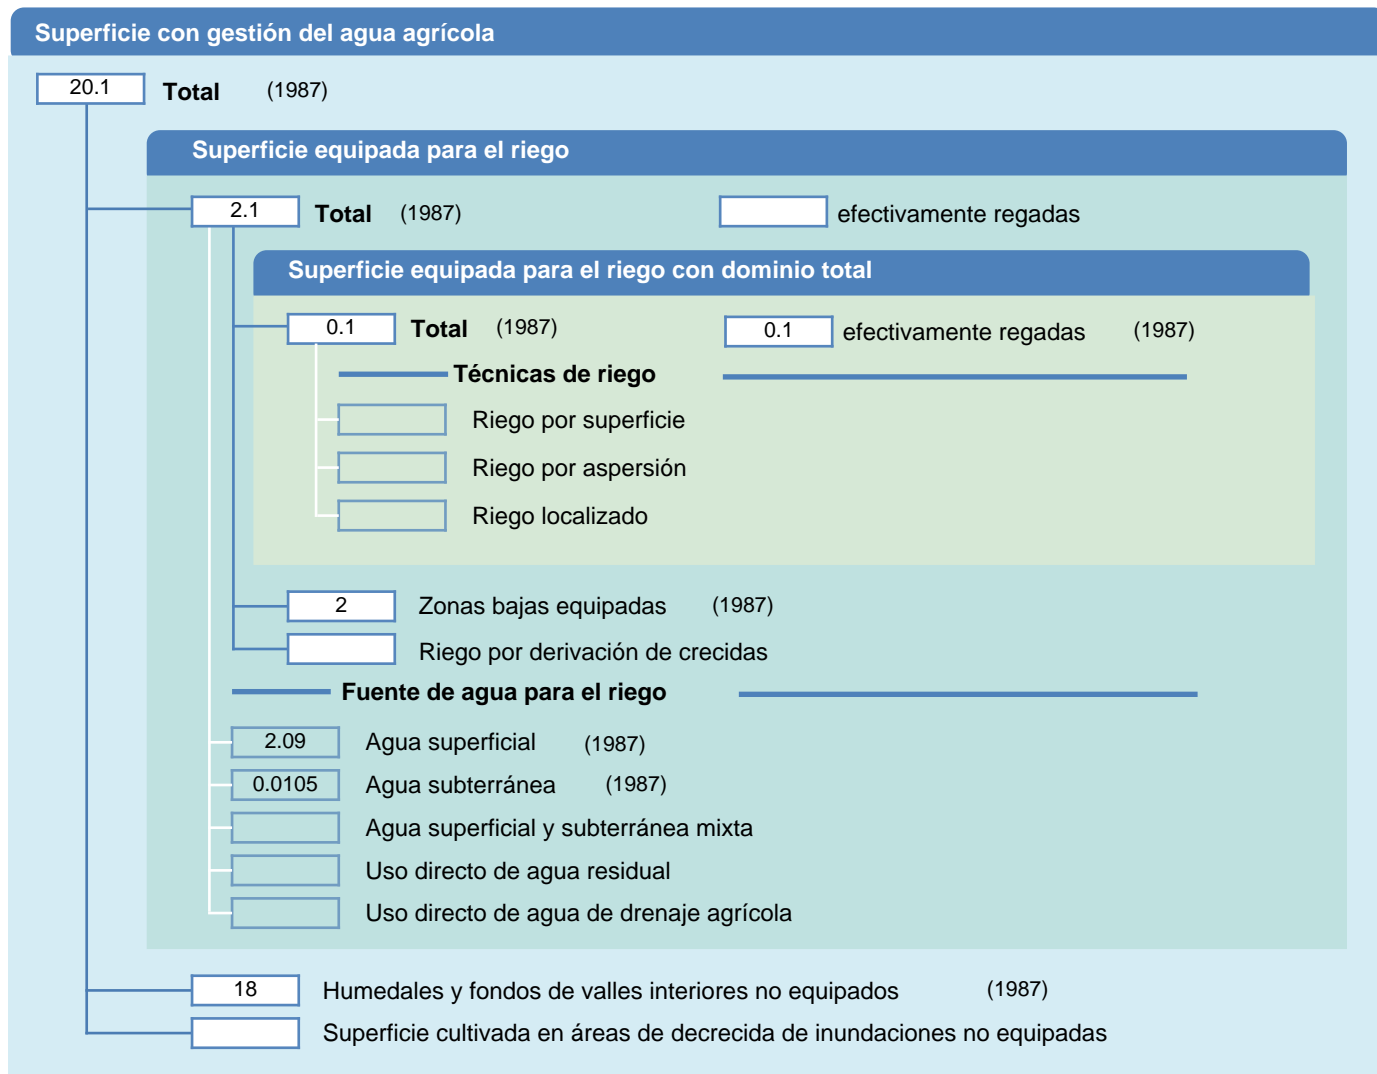 Superficie con gestión del agua agrícola
20.1 Total (1987)
Superficie equipada para el riego
2.1 Total (1987) efectivamente regadas
Superficie equipada para el riego con dominio total
0.1 Total (1987) 0.1 efectivamente regadas (1987)
Técnicas de riego
Riego por superficie
Riego por aspersión
Riego localizado
2 Zonas bajas equipadas (1987)
Riego por derivación de crecidas
Fuente de agua para el riego
2.09 Agua superficial (1987)
0.0105 Agua subterránea (1987)
Agua superficial y subterránea mixta
Uso directo de agua residual
Uso directo de agua de drenaje agrícola
18 Humedales y fondos de valles interiores no equipados (1987)
Superficie cultivada en áreas de decrecida de inundaciones no equipadas